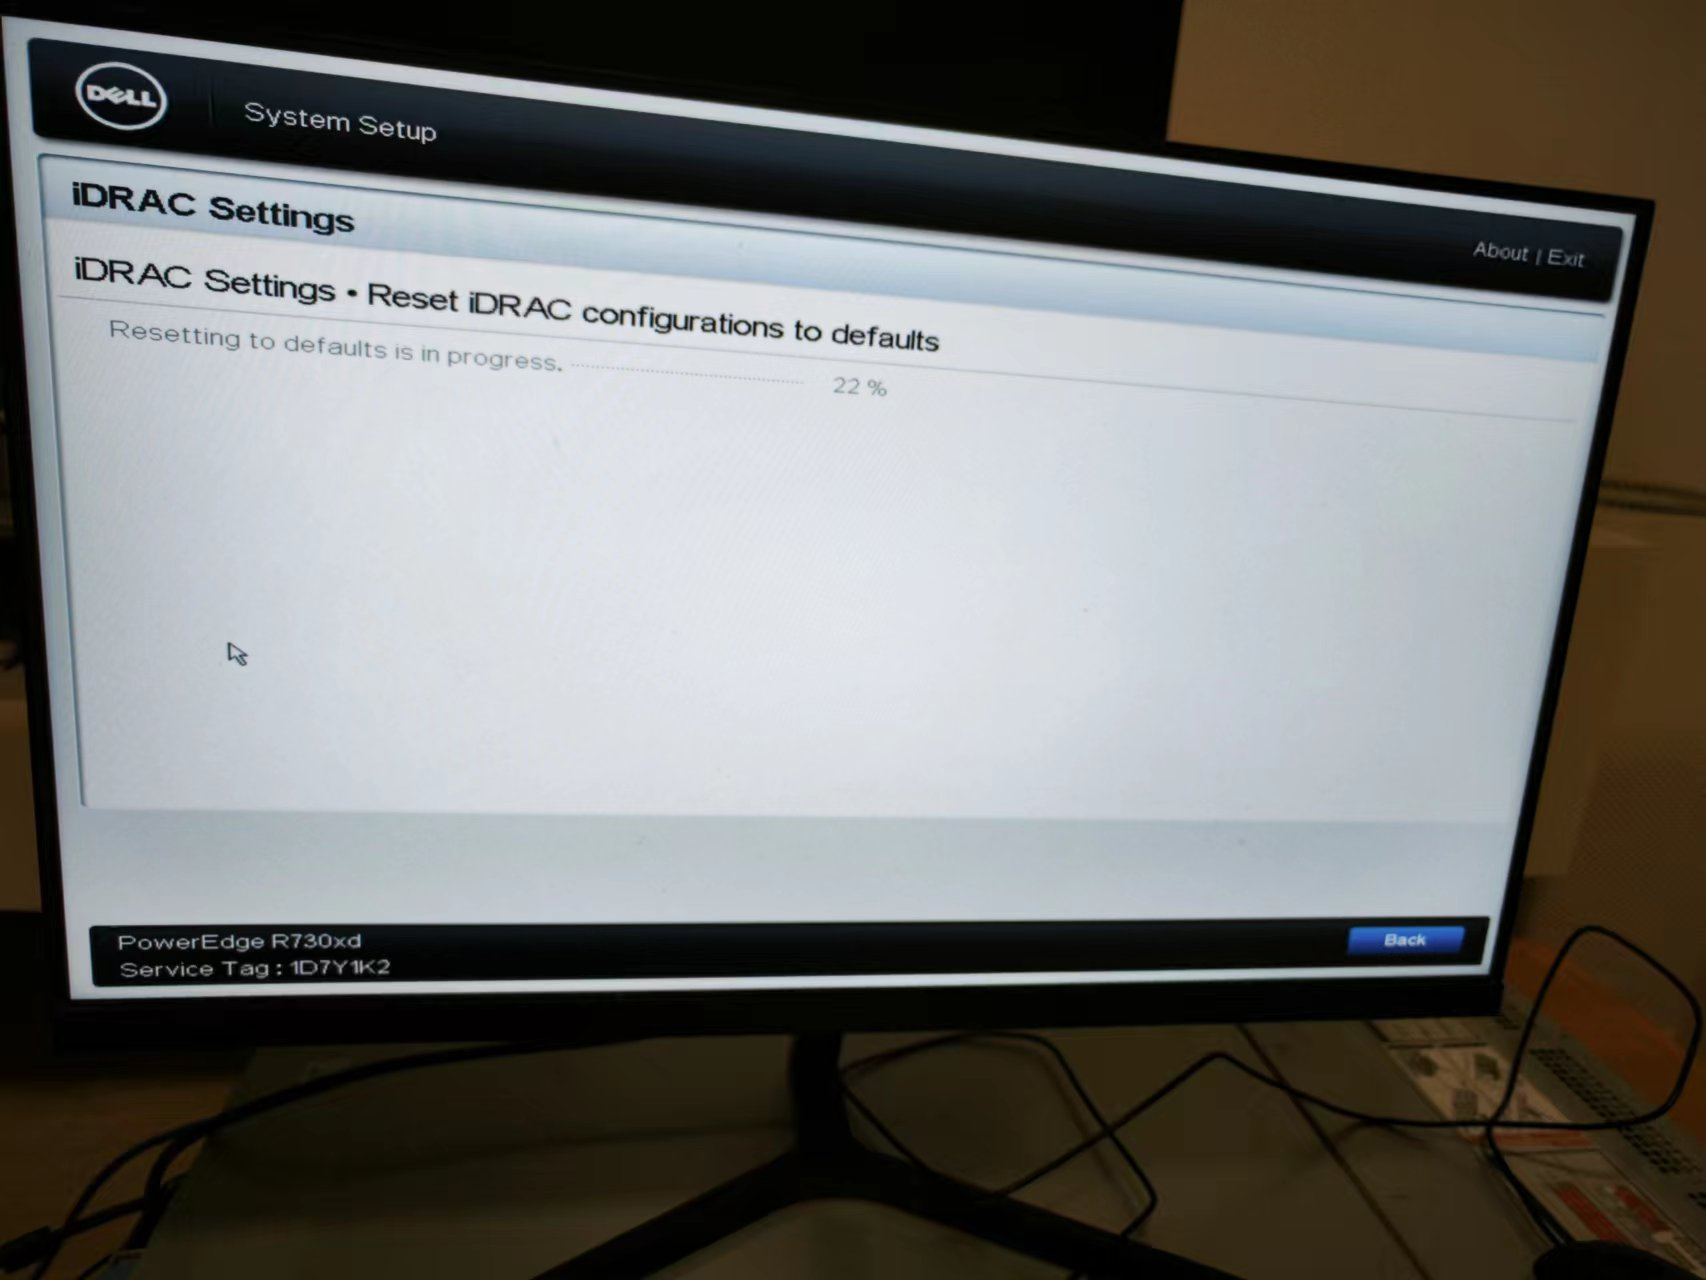 DELL
System Setup
About | Exit
iDRAC Settings
iDRAC Settings • Reset iDRAC configurations to defaults
Resetting to defaults is in progress. 22 %
PowerEdge R730xd
Service Tag : 1D7Y1K2
Back